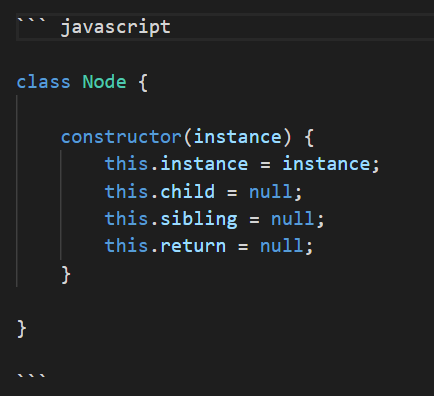 ``` javascript
class Node {
    constructor(instance) {
        this.instance = instance;
        this.child = null;
        this.sibling = null;
        this.return = null;
    }
}
```